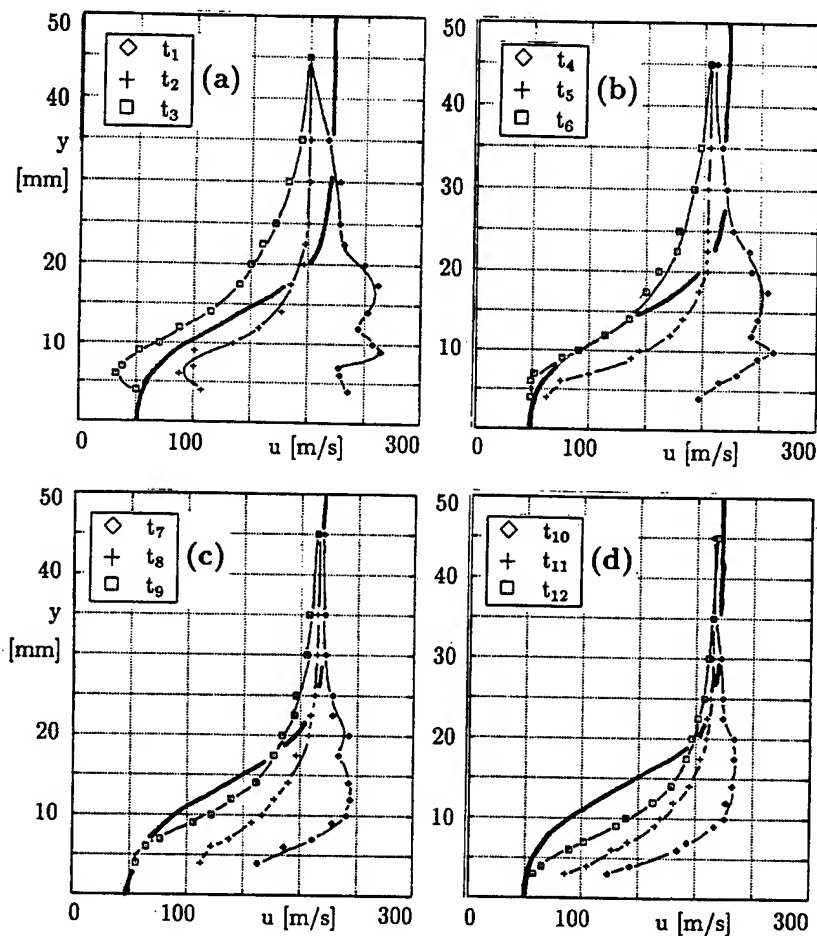 50
t₁
t₂
t₃
(a)
40
y
[mm]
20
10
0
100
u [m/s]
300
50
t₄
t₅
t₆
(b)
40
30
20
10
0
100
u [m/s]
300
50
t₇
t₈
t₉
(c)
40
y
[mm]
20
10
0
100
u [m/s]
300
50
t₁₀
t₁₁
t₁₂
(d)
40
30
20
10
0
100
u [m/s]
300